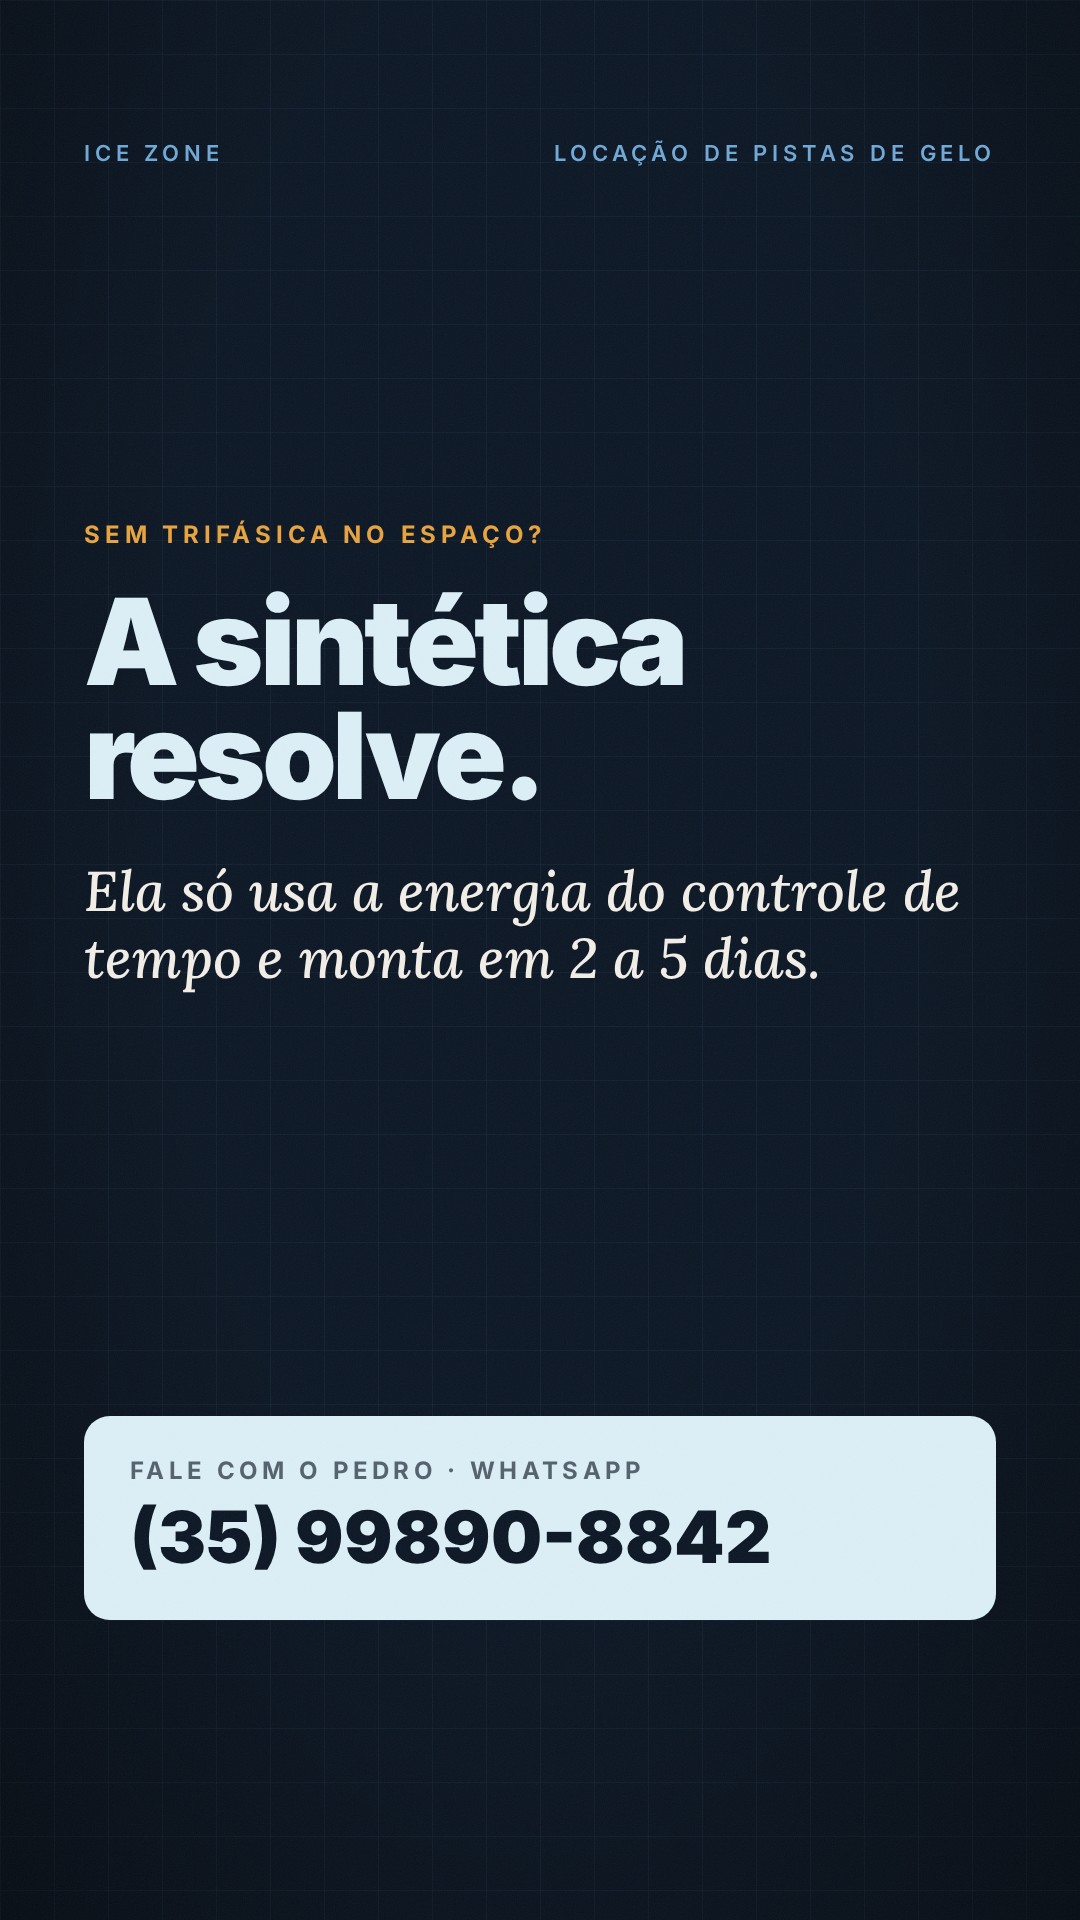 ICE ZONE
LOCAÇÃO DE PISTAS DE GELO
SEM TRIFÁSICA NO ESPAÇO?
A sintética
resolve.
Ela só usa a energia do controle de
tempo e monta em 2 a 5 dias.
FALE COM O PEDRO · WHATSAPP
(35) 99890-8842